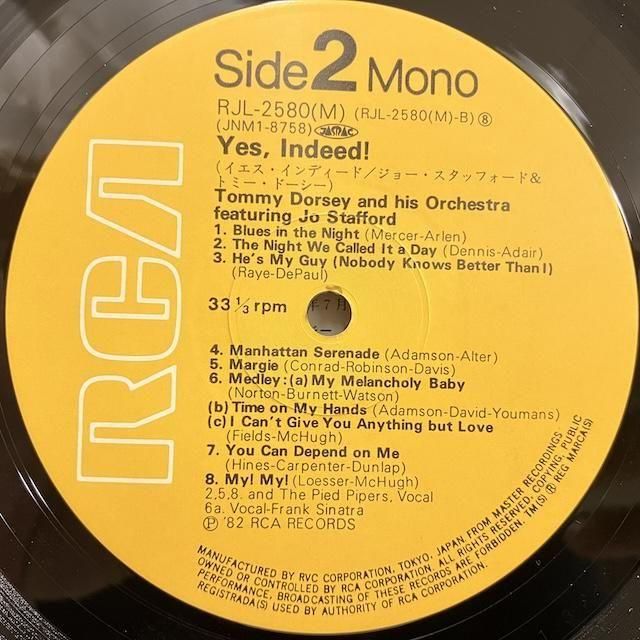 Side 2 Mono
RJL-2580(M) (RJL-2580(M)-B) ⑧
(JNM1-8758) JASRAC
Yes, Indeed!
(イエス・インディード/ジョー・スタッフォード&
トミー・ドーシー)
Tommy Dorsey and his Orchestra
featuring Jo Stafford
1. Blues in the Night (Mercer-Arlen)
2. The Night We Called It a Day (Dennis-Adair)
3. He's My Guy (Nobody Knows Better Than I)
(Raye-DePaul)
33 1/3 rpm
年7月
RCA
4. Manhattan Serenade (Adamson-Alter)
5. Margie (Conrad-Robinson-Davis)
6. Medley: (a) My Melancholy Baby
(Norton-Burnett-Watson)
(b) Time on My Hands (Adamson-David-Youmans)
(c) I Can't Give You Anything but Love
(Fields-McHugh)
7. You Can Depend on Me
(Hines-Carpenter-Dunlap)
8. My! My! (Loesser-McHugh)
2,5,8. and The Pied Pipers, Vocal
6a. Vocal-Frank Sinatra
Ⓟ '82 RCA RECORDS
MANUFACTURED BY RVC CORPORATION, TOKYO, JAPAN, FROM MASTER RECORDINGS
OWNED OR CONTROLLED BY RCA CORPORATION. ALL RIGHTS RESERVED, COPYING, PUBLIC
PERFORMANCE, BROADCASTING OF THESE RECORDS ARE FORBIDDEN. TM(S) ® REG MARCA(S)
REGISTRADA(S) USED BY AUTHORITY OF RCA CORPORATION.